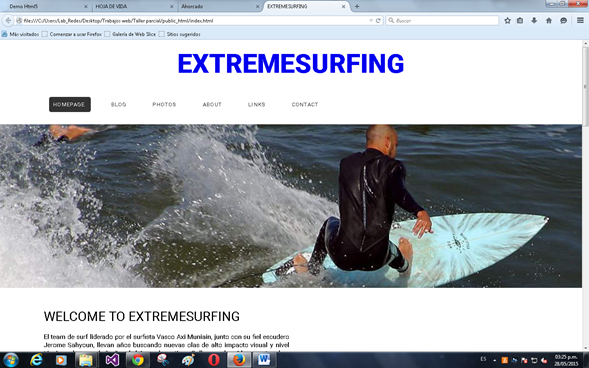 Demo Html5
HOJA DE VIDA
Ahorcado
EXTREMESURFING
file:///C:/Users/Lab_Redes/Desktop/Trabajos web/Taller parcial/public_html/index.html
Buscar
Más visitados
Comenzar a usar Firefox
Galería de Web Slice
Sitios sugeridos
EXTREMESURFING
HOMEPAGE BLOG PHOTOS ABOUT LINKS CONTACT
WELCOME TO EXTREMESURFING
El team de surf liderado por el surfista Vasco Axi Muniain, junto con su fiel escudero
Jerome Sahyoun, llevan años buscando nuevas olas de alto impacto visual y nivel
ES
03:25 p.m.
28/05/2015